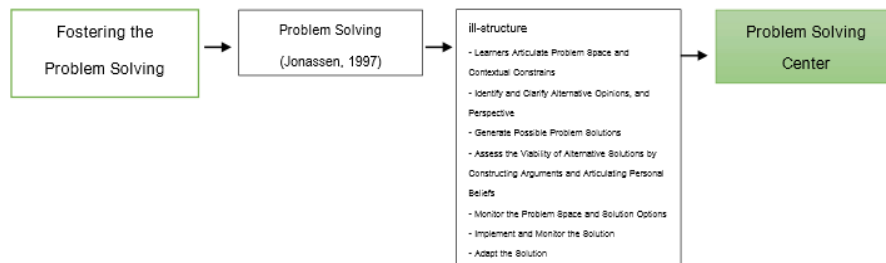 Fostering the
Problem Solving
Problem Solving
(Jonassen, 1997)
ill-structure
- Learners Articulate Problem Space and
Contextual Constrains
- Identify and Clarify Alternative Opinions, and
Perspective
- Generate Possible Problem Solutions
- Assess the Viability of Alternative Solutions by
Constructing Arguments and Articulating Personal
Beliefs
- Monitor the Problem Space and Solution Options
- Implement and Monitor the Solution
- Adapt the Solution
Problem Solving
Center